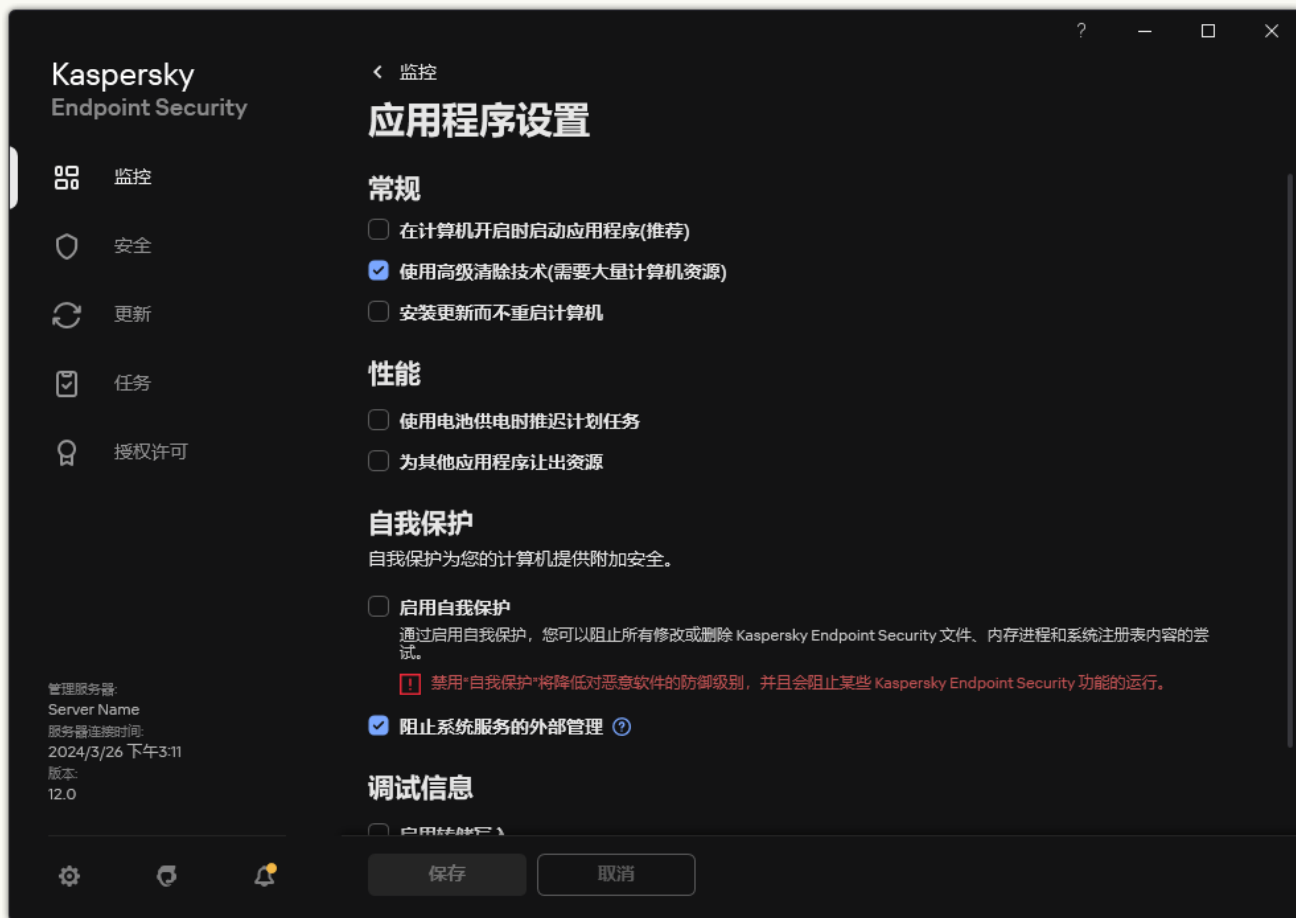 ?
Kaspersky
Endpoint Security
监控
安全
更新
任务
授权许可
管理服务器:
Server Name
服务器连接时间:
2024/3/26 下午3:11
版本:
12.0
监控
应用程序设置
常规
在计算机开启时启动应用程序(推荐)
使用高级清除技术(需要大量计算机资源)
安装更新而不重启计算机
性能
使用电池供电时推迟计划任务
为其他应用程序让出资源
自我保护
自我保护为您的计算机提供附加安全。
启用自我保护
通过启用自我保护，您可以阻止所有修改或删除 Kaspersky Endpoint Security 文件、内存进程和系统注册表内容的尝
试。
禁用“自我保护”将降低对恶意软件的防御级别，并且会阻止某些 Kaspersky Endpoint Security 功能的运行。
阻止系统服务的外部管理 ?
调试信息
启用转储写入
保存
取消